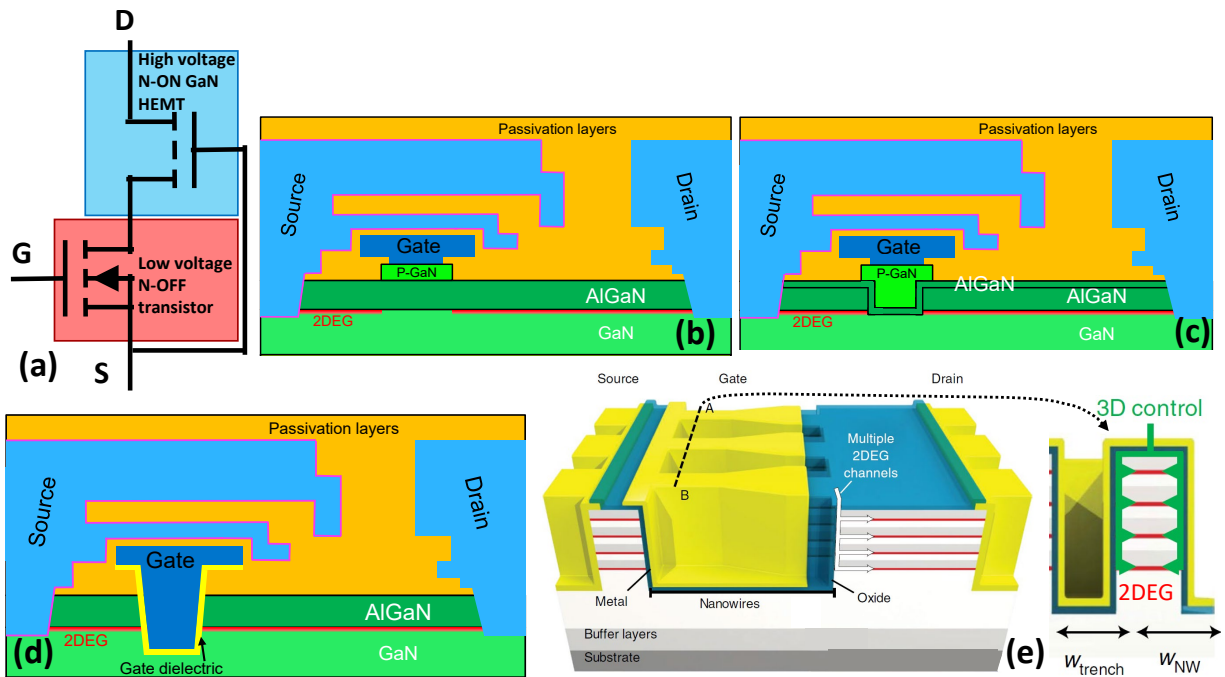 D
High voltage
N-ON GaN
HEMT
G
Low voltage
N-OFF
transistor
S
(a)
Passivation layers
Source
Drain
Gate
P-GaN
AlGaN
2DEG
GaN
(b)
Passivation layers
Source
Drain
Gate
P-GaN
AlGaN
AlGaN
2DEG
GaN
(c)
Passivation layers
Source
Drain
Gate
AlGaN
2DEG
GaN
Gate dielectric
(d)
Source
Gate
Drain
A
B
Multiple
2DEG
channels
Metal
Nanowires
Oxide
Buffer layers
Substrate
3D control
2DEG
w_trench
w_NW
(e)